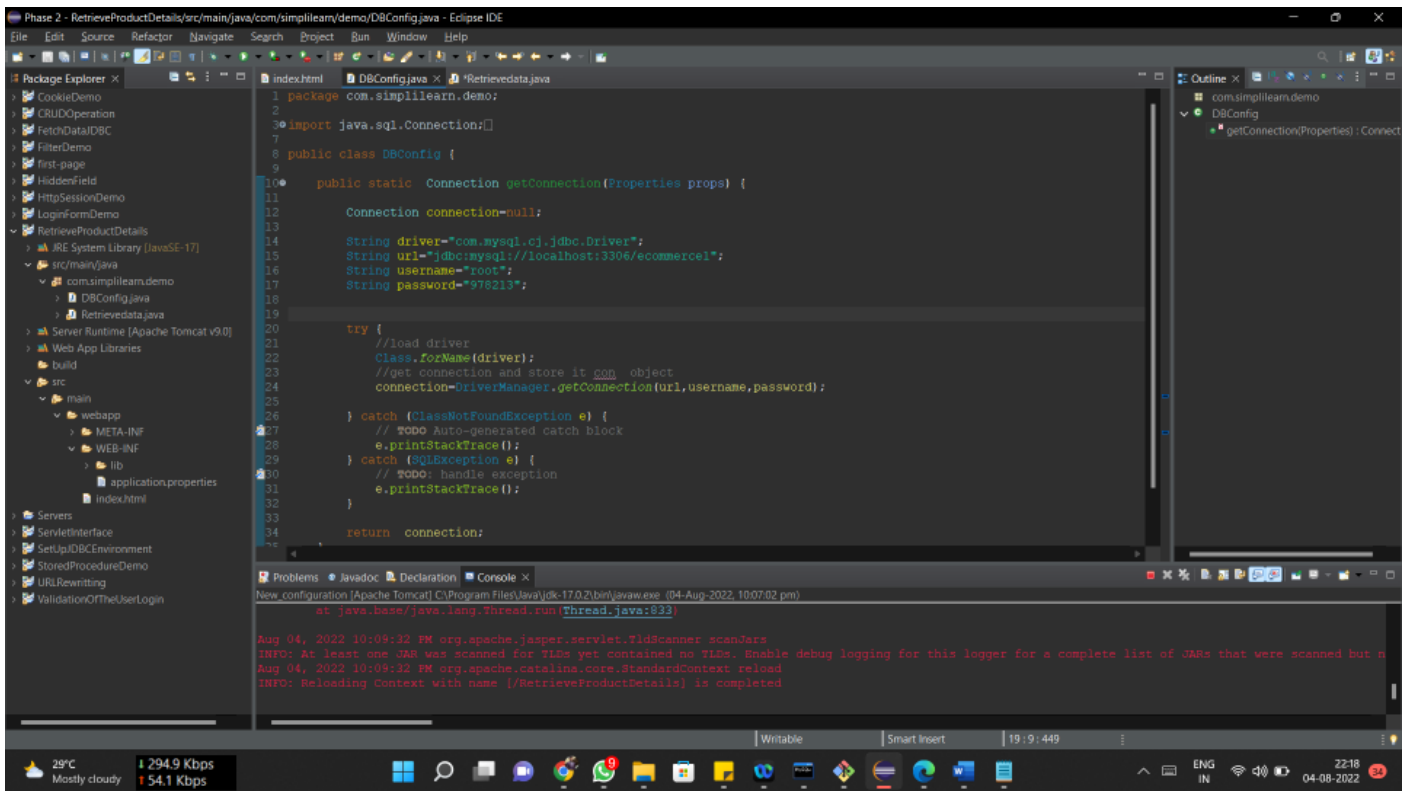 Phase 2 - RetrieveProductDetails/src/main/java/com/simplilearn/demo/DBConfig.java - Eclipse IDE
File Edit Source Refactor Navigate Search Project Run Window Help
Package Explorer
CookieDemo
CRUDOperation
FetchDataJDBC
FilterDemo
first-page
HiddenField
HttpSessionDemo
LoginFormDemo
RetrieveProductDetails
JRE System Library [JavaSE-17]
src/main/java
com.simplilearn.demo
DBConfig.java
Retrievedata.java
Server Runtime [Apache Tomcat v9.0]
Web App Libraries
build
src
main
webapp
META-INF
WEB-INF
lib
application.properties
index.html
Servers
ServletInterface
SetUpJDBCEnvironment
StoredProcedureDemo
URLRewritting
ValidationOfTheUserLogin
index.html DBConfig.java *Retrievedata.java
1 package com.simplilearn.demo;
2
3 import java.sql.Connection;
7
8 public class DBConfig {
9
10 public static Connection getConnection(Properties props) {
11
12 Connection connection=null;
13
14 String driver="com.mysql.cj.jdbc.Driver";
15 String url="jdbc:mysql://localhost:3306/ecommerce1";
16 String username="root";
17 String password="978213";
18
19
20 try {
21 //load driver
22 Class.forName(driver);
23 //get connection and store it con object
24 connection=DriverManager.getConnection(url,username,password);
25
26 } catch (ClassNotFoundException e) {
27 // TODO Auto-generated catch block
28 e.printStackTrace();
29 } catch (SQLException e) {
30 // TODO: handle exception
31 e.printStackTrace();
32 }
33
34 return connection;
Outline
com.simplilearn.demo
DBConfig
getConnection(Properties) : Connect
Problems Javadoc Declaration Console
New_configuration [Apache Tomcat] C:\Program Files\Java\jdk-17.0.2\bin\javaw.exe (04-Aug-2022, 10:07:02 pm)
at java.base/java.lang.Thread.run(Thread.java:833)
Aug 04, 2022 10:09:32 PM org.apache.jasper.servlet.TldScanner scanJars
INFO: At least one JAR was scanned for TLDs yet contained no TLDs. Enable debug logging for this logger for a complete list of JARs that were scanned but n
Aug 04, 2022 10:09:32 PM org.apache.catalina.core.StandardContext reload
INFO: Reloading Context with name [/RetrieveProductDetails] is completed
Writable Smart Insert 19 : 9 : 449
29°C
Mostly cloudy
294.9 Kbps
54.1 Kbps
9
ENG
IN
22:18
04-08-2022
34